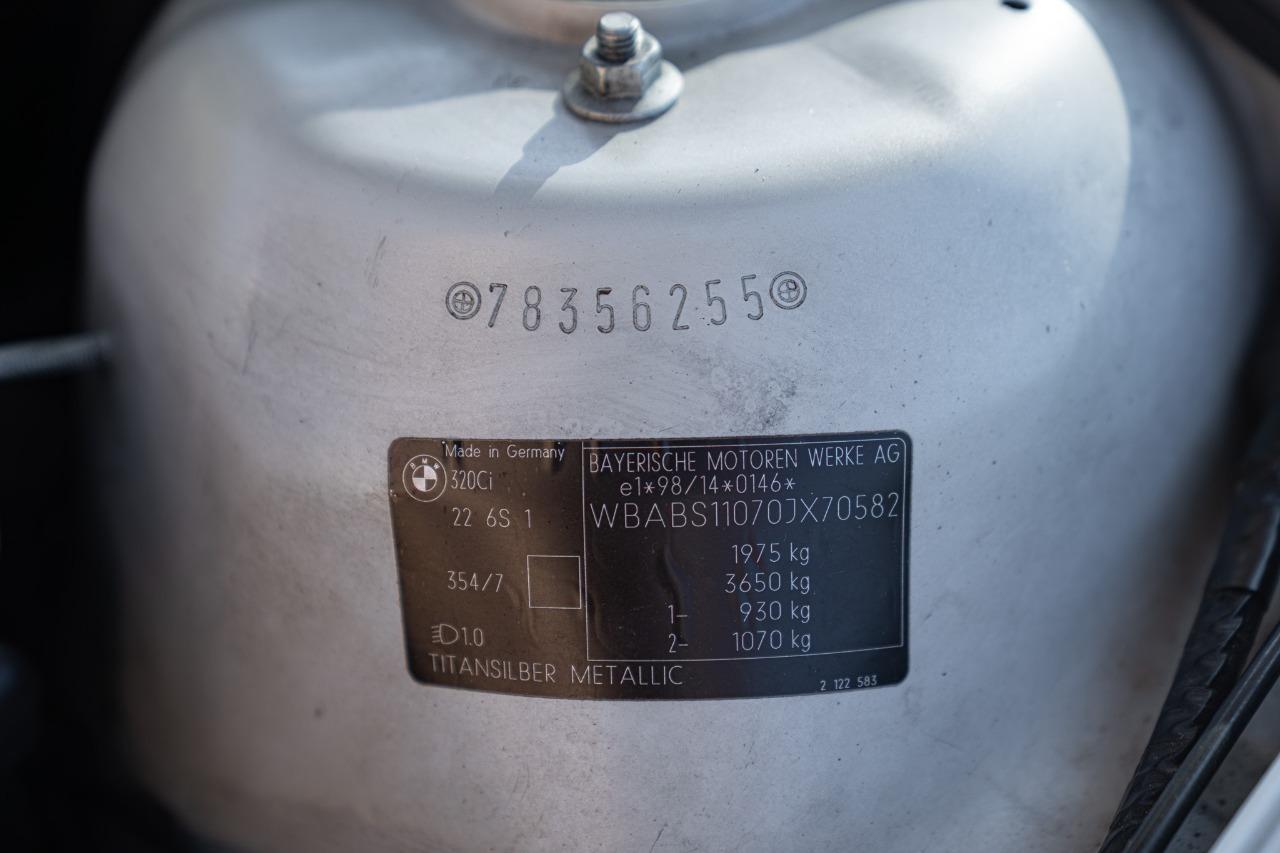 78356255
Made in Germany
BMW
320Ci
22 6S 1
354/7
1.0
TITANSILBER METALLIC
BAYERISCHE MOTOREN WERKE AG
e1*98/14*0146*
WBABS11070JX70582
1975 kg
3650 kg
1- 930 kg
2- 1070 kg
2 122 583